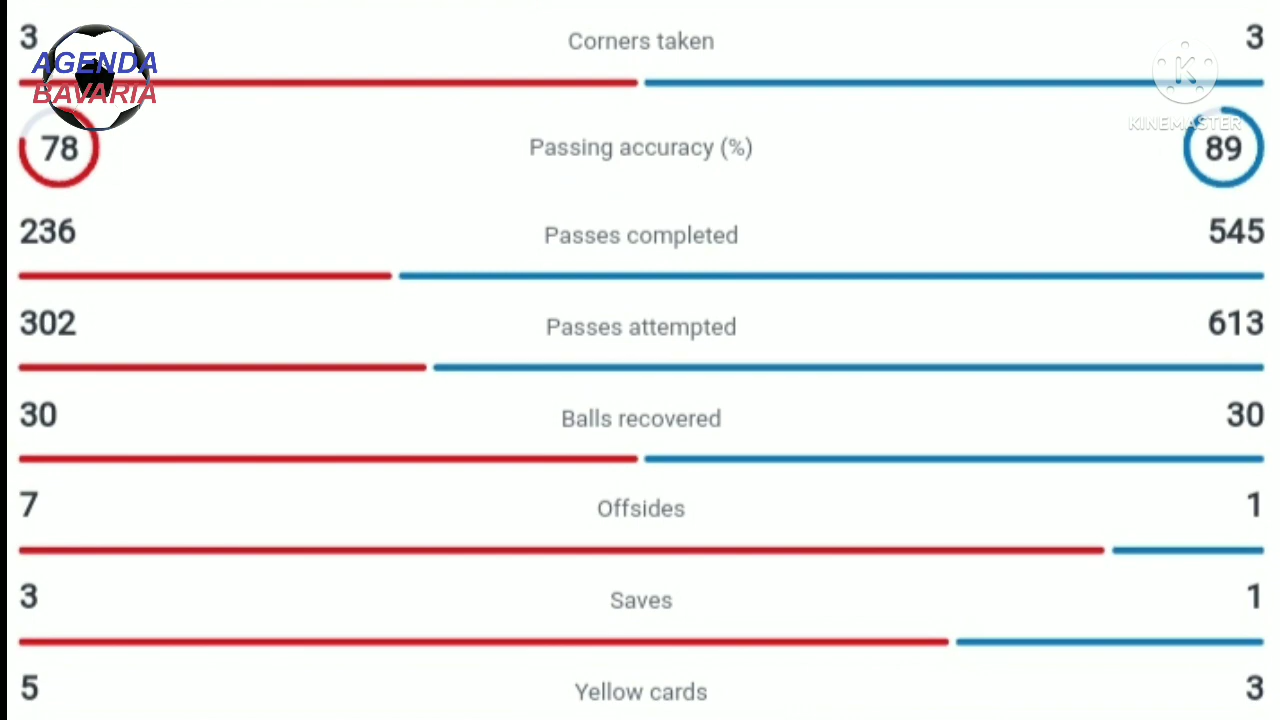 3 Corners taken 3
AGENDA
BAVARIA
K
KINEMASTER
78 Passing accuracy (%) 89
236 Passes completed 545
302 Passes attempted 613
30 Balls recovered 30
7 Offsides 1
3 Saves 1
5 Yellow cards 3